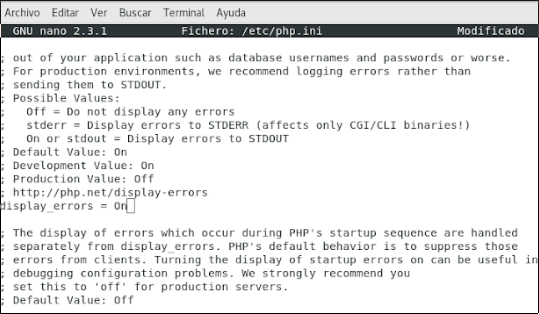 Archivo Editar Ver Buscar Terminal Ayuda
GNU nano 2.3.1 Fichero: /etc/php.ini Modificado
; out of your application such as database usernames and passwords or worse.
; For production environments, we recommend logging errors rather than
; sending them to STDOUT.
; Possible Values:
; Off = Do not display any errors
; stderr = Display errors to STDERR (affects only CGI/CLI binaries!)
; On or stdout = Display errors to STDOUT
; Default Value: On
; Development Value: On
; Production Value: Off
; http://php.net/display-errors
display_errors = On
; The display of errors which occur during PHP's startup sequence are handled
; separately from display_errors. PHP's default behavior is to suppress those
; errors from clients. Turning the display of startup errors on can be useful in
; debugging configuration problems. We strongly recommend you
; set this to 'off' for production servers.
; Default Value: Off